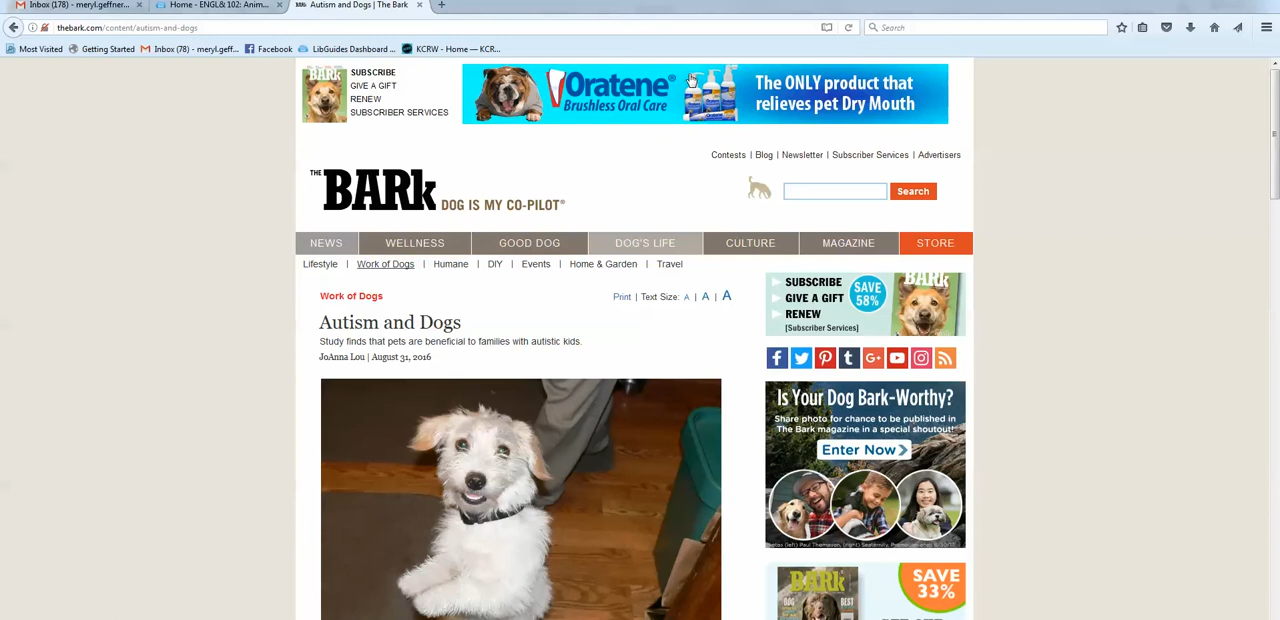 Inbox (178) - meryl.geffner... × Home - ENGL& 102: Anim... × Autism and Dogs | The Bark × +
thebark.com/content/autism-and-dogs Search
Most Visited Getting Started Inbox (78) - meryl.geff... Facebook LibGuides Dashboard ... KCRW - Home — KCR...
BARK
SUBSCRIBE
GIVE A GIFT
RENEW
SUBSCRIBER SERVICES
Oratene®
Brushless Oral Care
The ONLY product that
relieves pet Dry Mouth
Contests | Blog | Newsletter | Subscriber Services | Advertisers
THE BARk DOG IS MY CO-PILOT®
Search
NEWS WELLNESS GOOD DOG DOG'S LIFE CULTURE MAGAZINE STORE
Lifestyle | Work of Dogs | Humane | DIY | Events | Home & Garden | Travel
Work of Dogs
Print | Text Size: A | A | A
Autism and Dogs
Study finds that pets are beneficial to families with autistic kids.
JoAnna Lou | August 31, 2016
SUBSCRIBE
GIVE A GIFT
RENEW
[Subscriber Services]
SAVE
58%
BARk
Is Your Dog Bark-Worthy?
Share photo for chance to be published in
The Bark magazine in a special shoutout!
Enter Now
BARk
DOG
BEST
SAVE
33%